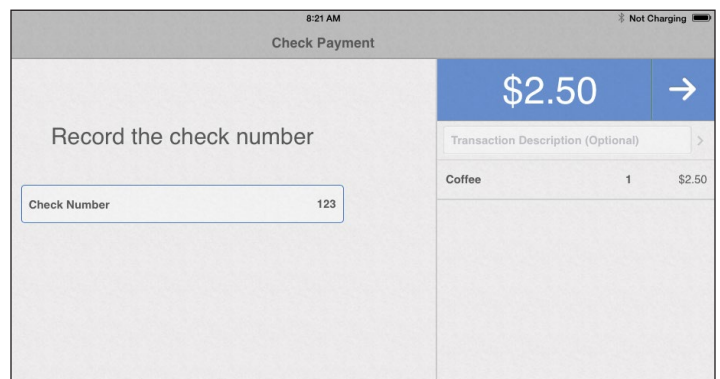 8:21 AM
Not Charging
Check Payment
Record the check number
Check Number 123
$2.50
Transaction Description (Optional)
Coffee 1 $2.50